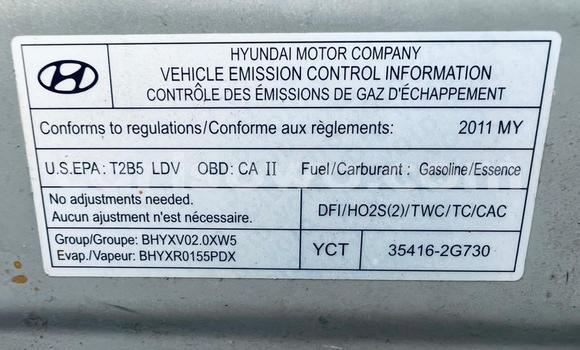 HYUNDAI MOTOR COMPANY
VEHICLE EMISSION CONTROL INFORMATION
CONTRÔLE DES ÉMISSIONS DE GAZ D'ÉCHAPPEMENT
Conforms to regulations/Conforme aux règlements: 2011 MY
U.S.EPA: T2B5 LDV OBD: CA II Fuel/Carburant: Gasoline/Essence
No adjustments needed.
Aucun ajustment n'est nécessaire.
DFI/HO2S(2)/TWC/TC/CAC
Group/Groupe: BHYXV02.0XW5
Evap./Vapeur: BHYXR0155PDX
YCT 35416-2G730